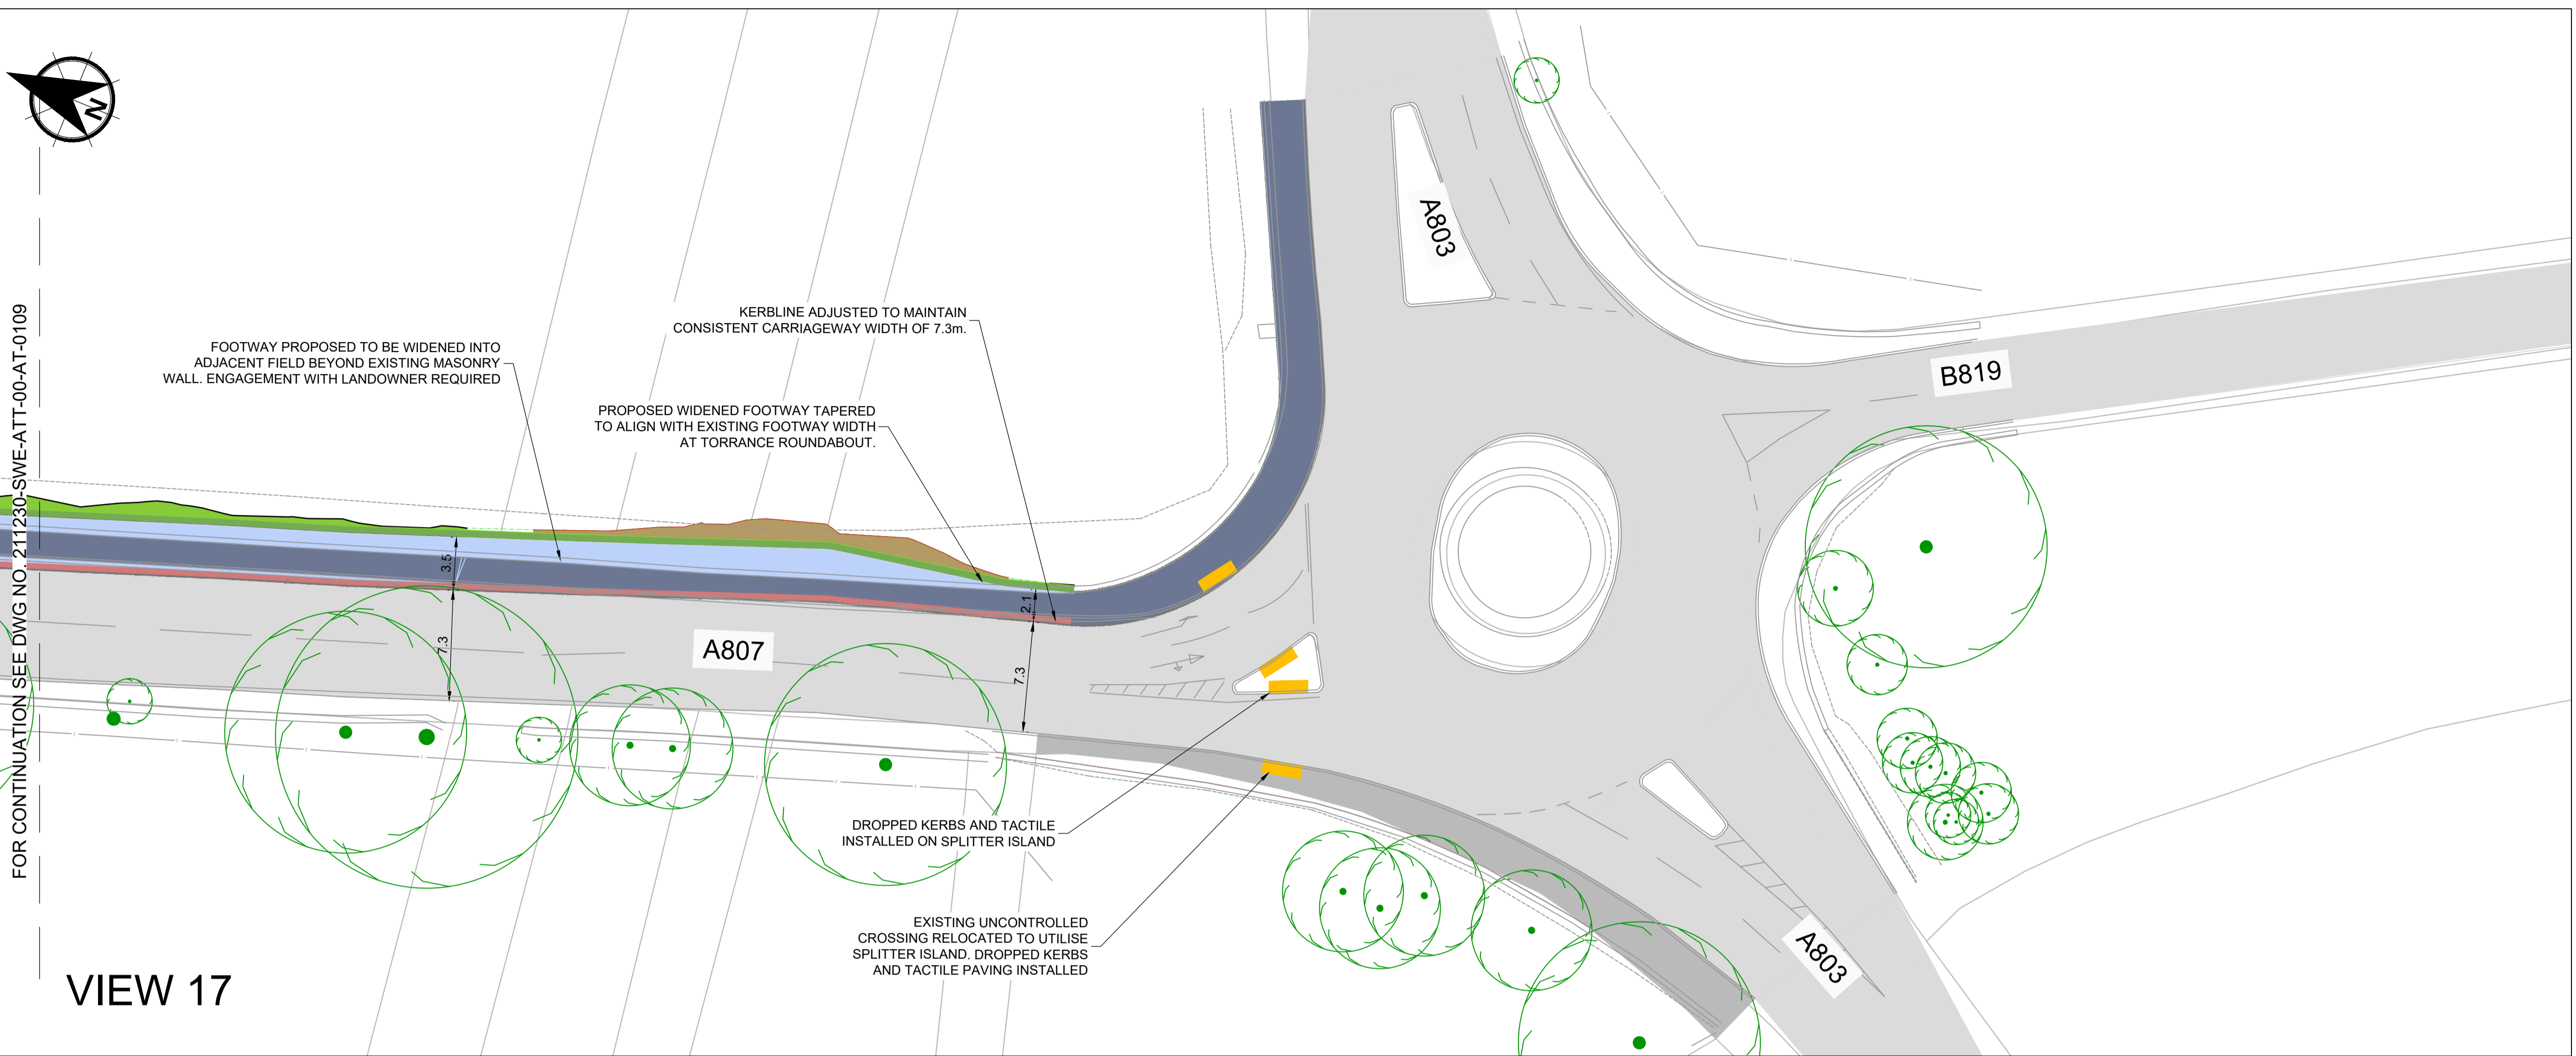 N
FOR CONTINUATION SEE DWG NO. 211230-SWE-ATT-00-AT-0109
KERBLINE ADJUSTED TO MAINTAIN
CONSISTENT CARRIAGEWAY WIDTH OF 7.3m.
FOOTWAY PROPOSED TO BE WIDENED INTO
ADJACENT FIELD BEYOND EXISTING MASONRY
WALL. ENGAGEMENT WITH LANDOWNER REQUIRED
PROPOSED WIDENED FOOTWAY TAPERED
TO ALIGN WITH EXISTING FOOTWAY WIDTH
AT TORRANCE ROUNDABOUT.
A803
B819
3.5
2.1
7.3
A807
7.3
DROPPED KERBS AND TACTILE
INSTALLED ON SPLITTER ISLAND
EXISTING UNCONTROLLED
CROSSING RELOCATED TO UTILISE
SPLITTER ISLAND. DROPPED KERBS
AND TACTILE PAVING INSTALLED
A803
VIEW 17